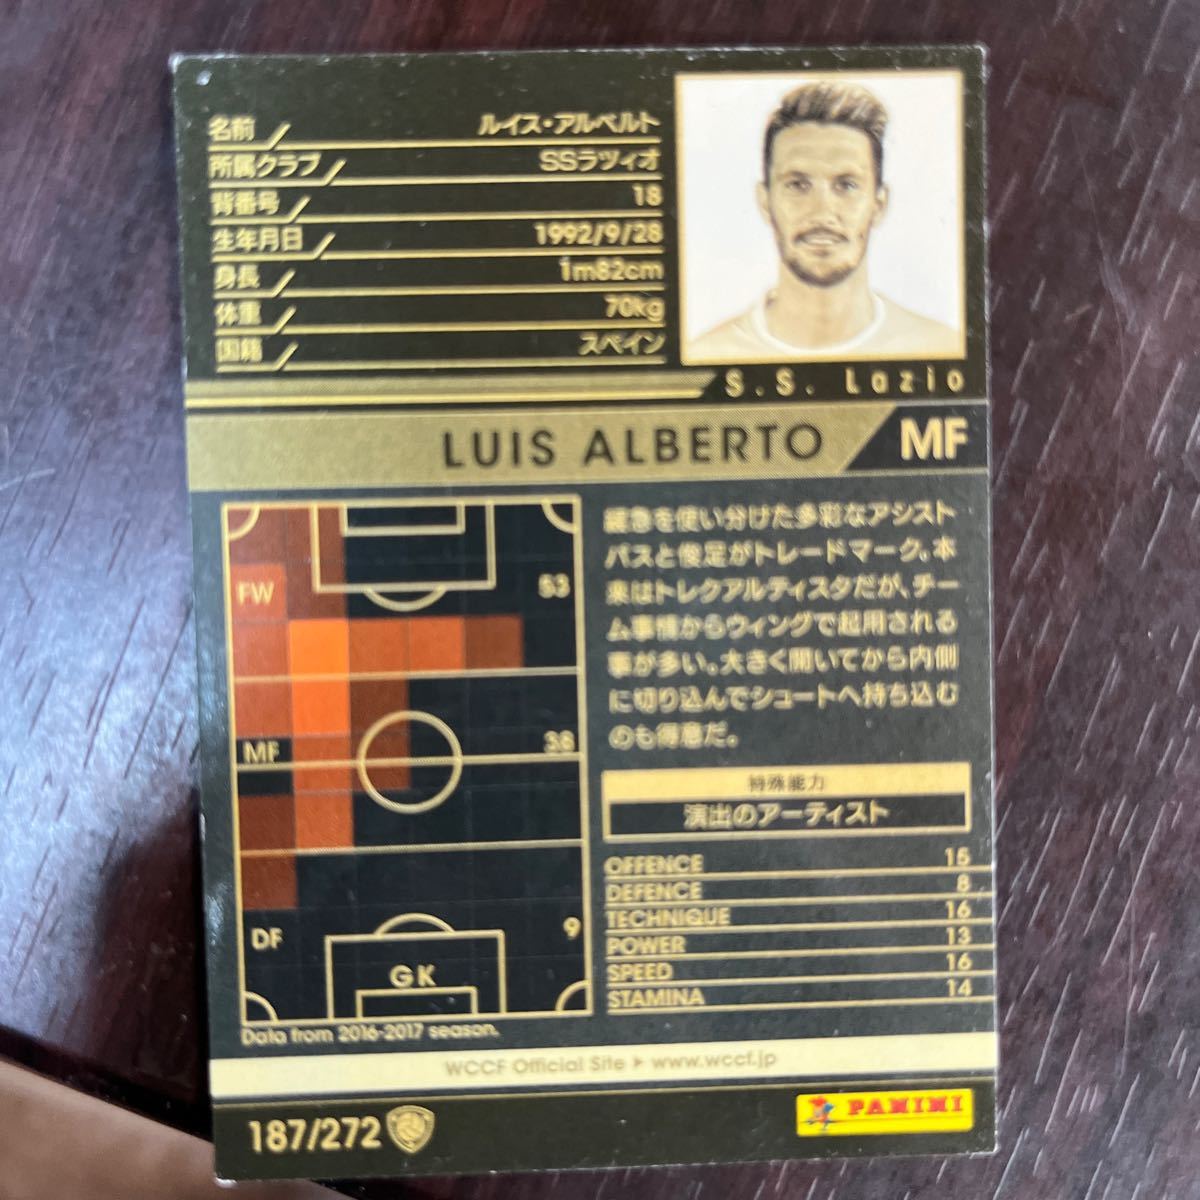 名前 ルイス・アルベルト
所属クラブ SSラツィオ
背番号 18
生年月日 1992/9/28
身長 1m82cm
体重 70kg
国籍 スペイン
S.S. Lazio
LUIS ALBERTO MF
FW 53
MF 38
DF 9
GK
Data from 2016-2017 season.
緩急を使い分けた多彩なアシスト
パスと俊足がトレードマーク。本
来はトレクアルティスタだが、チー
ム事情からウィングで起用される
事が多い。大きく開いてから内側
に切り込んでシュートへ持ち込む
のも得意だ。
特殊能力
演出のアーティスト
OFFENCE 15
DEFENCE 8
TECHNIQUE 16
POWER 13
SPEED 16
STAMINA 14
WCCF Official Site ▶ www.wccf.jp
187/272
PANINI